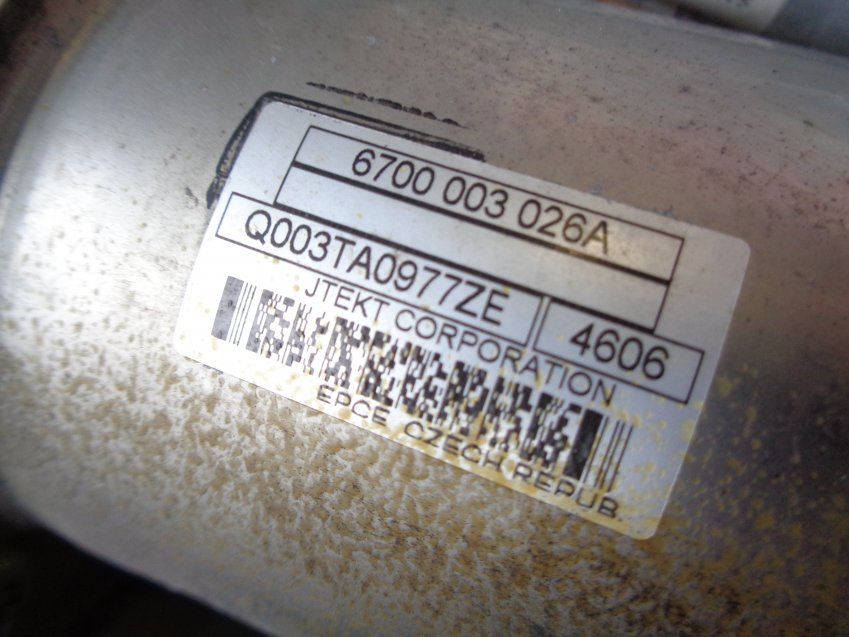 6700 003 026A
Q003TA0977ZE 4606
JTEKT CORPORATION
EPCE CZECH REPUB.